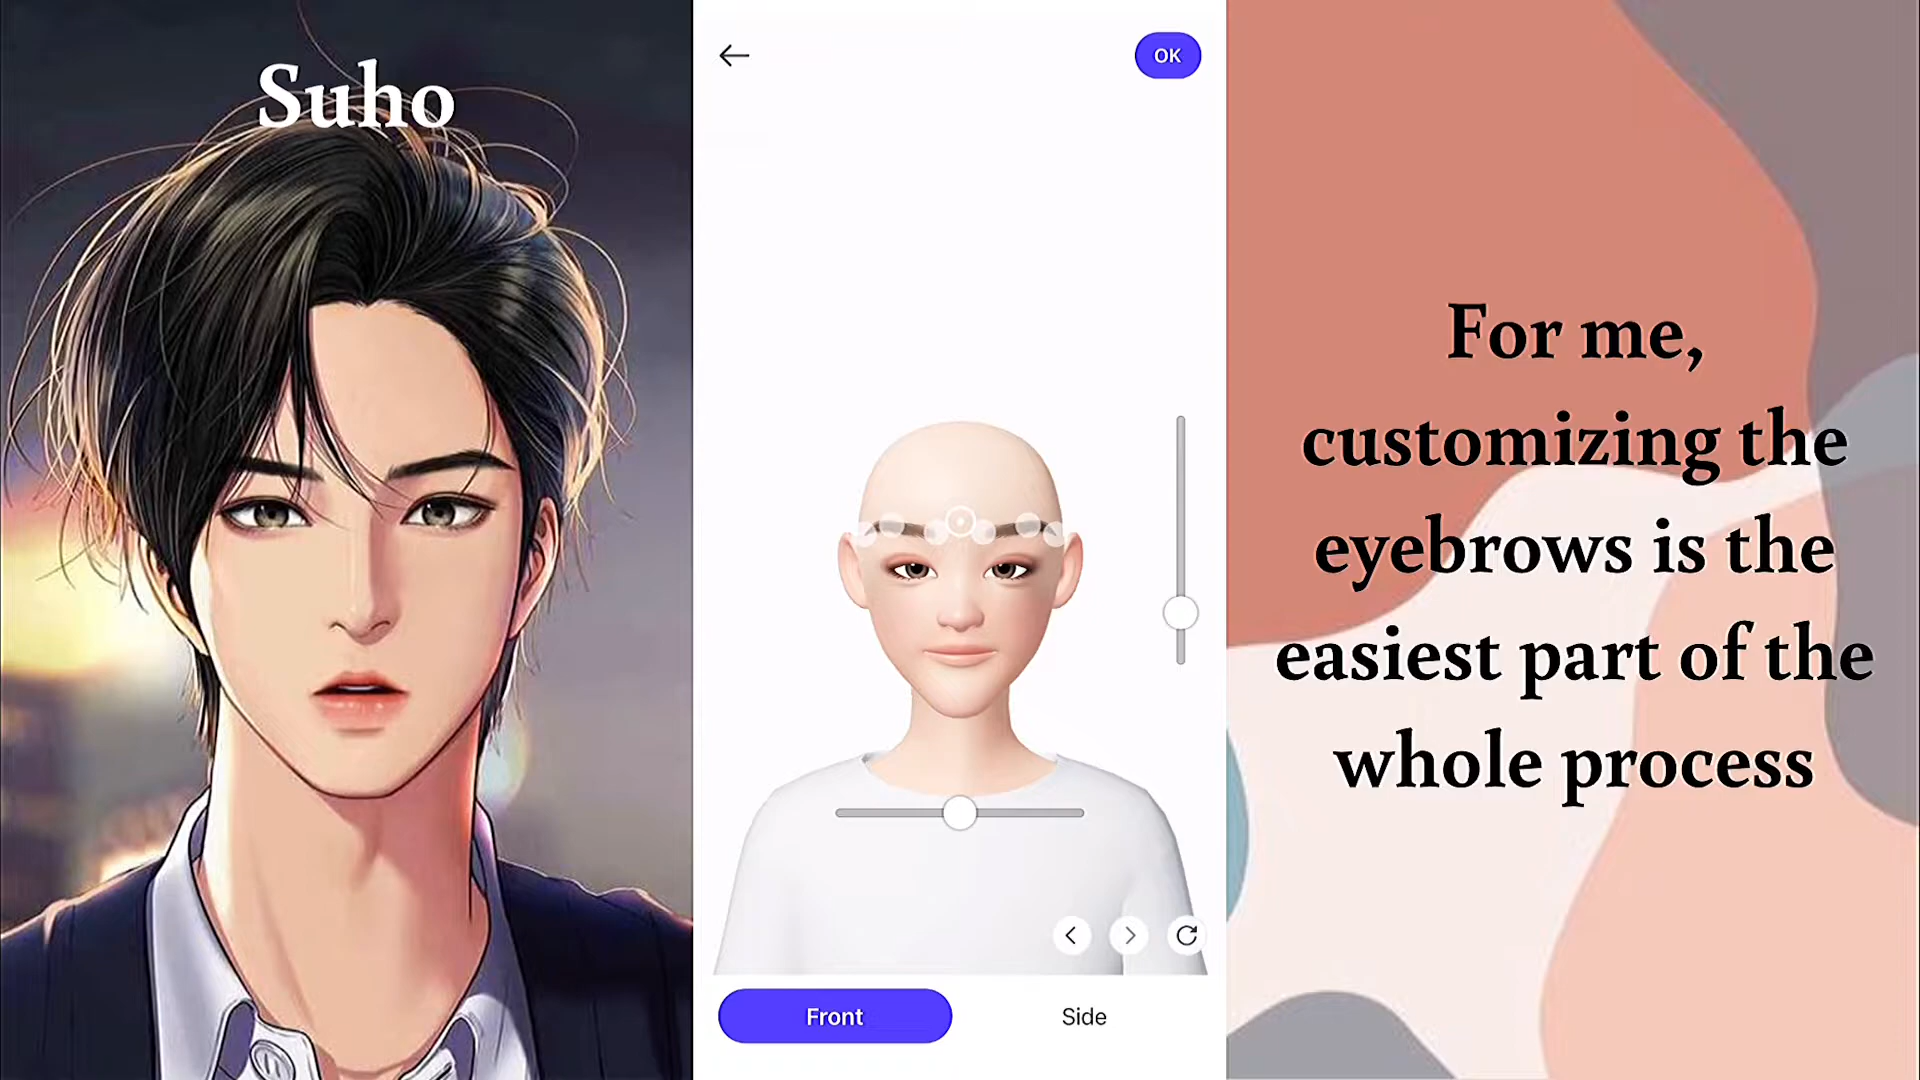 Suho
OK
For me,
customizing the
eyebrows is the
easiest part of the
whole process
Front
Side